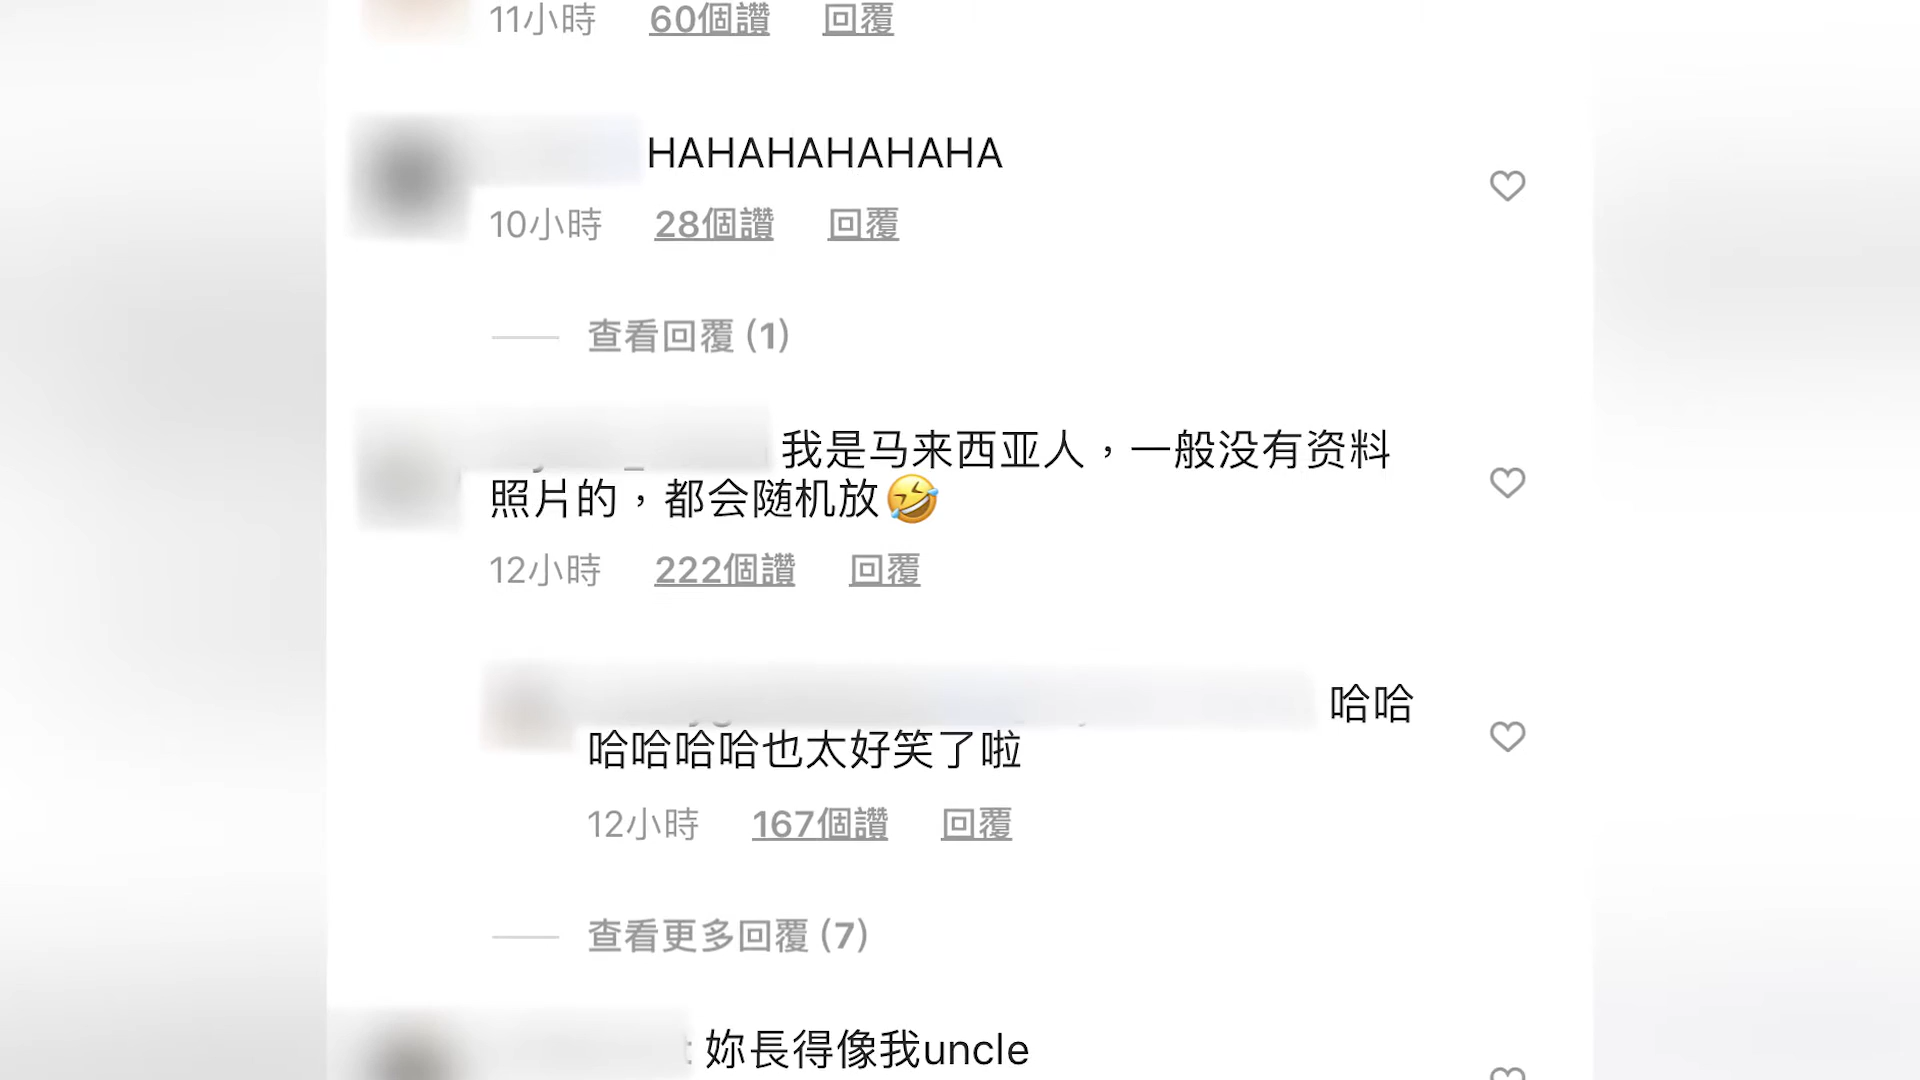 11小時 60個讚 回覆
HAHAHAHAHAHA
10小時 28個讚 回覆
查看回覆 (1)
我是马来西亚人，一般没有资料
照片的，都会随机放🤣
12小時 222個讚 回覆
哈哈
哈哈哈哈也太好笑了啦
12小時 167個讚 回覆
查看更多回覆 (7)
妳長得像我uncle